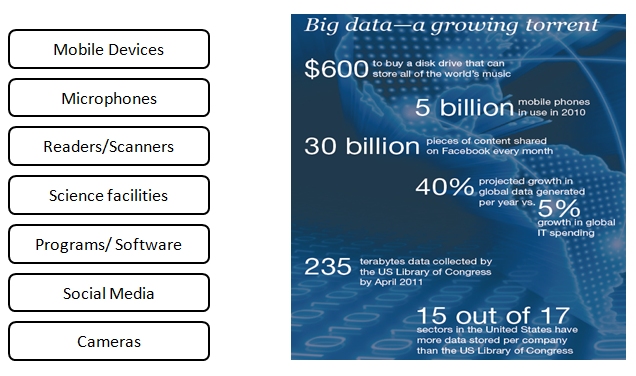 Mobile Devices
Microphones
Readers/Scanners
Science facilities
Programs/ Software
Social Media
Cameras
Big data—a growing torrent
$600 to buy a disk drive that can
store all of the world's music
5 billion mobile phones
in use in 2010
30 billion pieces of content shared
on Facebook every month
40% projected growth in
global data generated
per year vs. 5%
growth in global
IT spending
235 terabytes data collected by
the US Library of Congress
by April 2011
15 out of 17
sectors in the United States have
more data stored per company
than the US Library of Congress